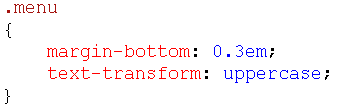 .menu
{
    margin-bottom: 0.3em;
    text-transform: uppercase;
}